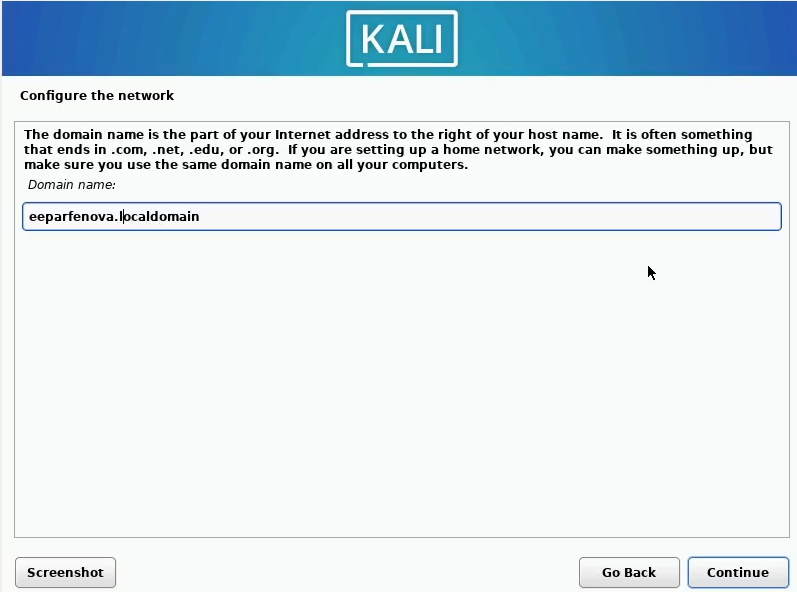 KALI
Configure the network
The domain name is the part of your Internet address to the right of your host name.  It is often something
that ends in .com, .net, .edu, or .org.  If you are setting up a home network, you can make something up, but
make sure you use the same domain name on all your computers.
Domain name:
eeparfenova.localdomain
Screenshot
Go Back
Continue